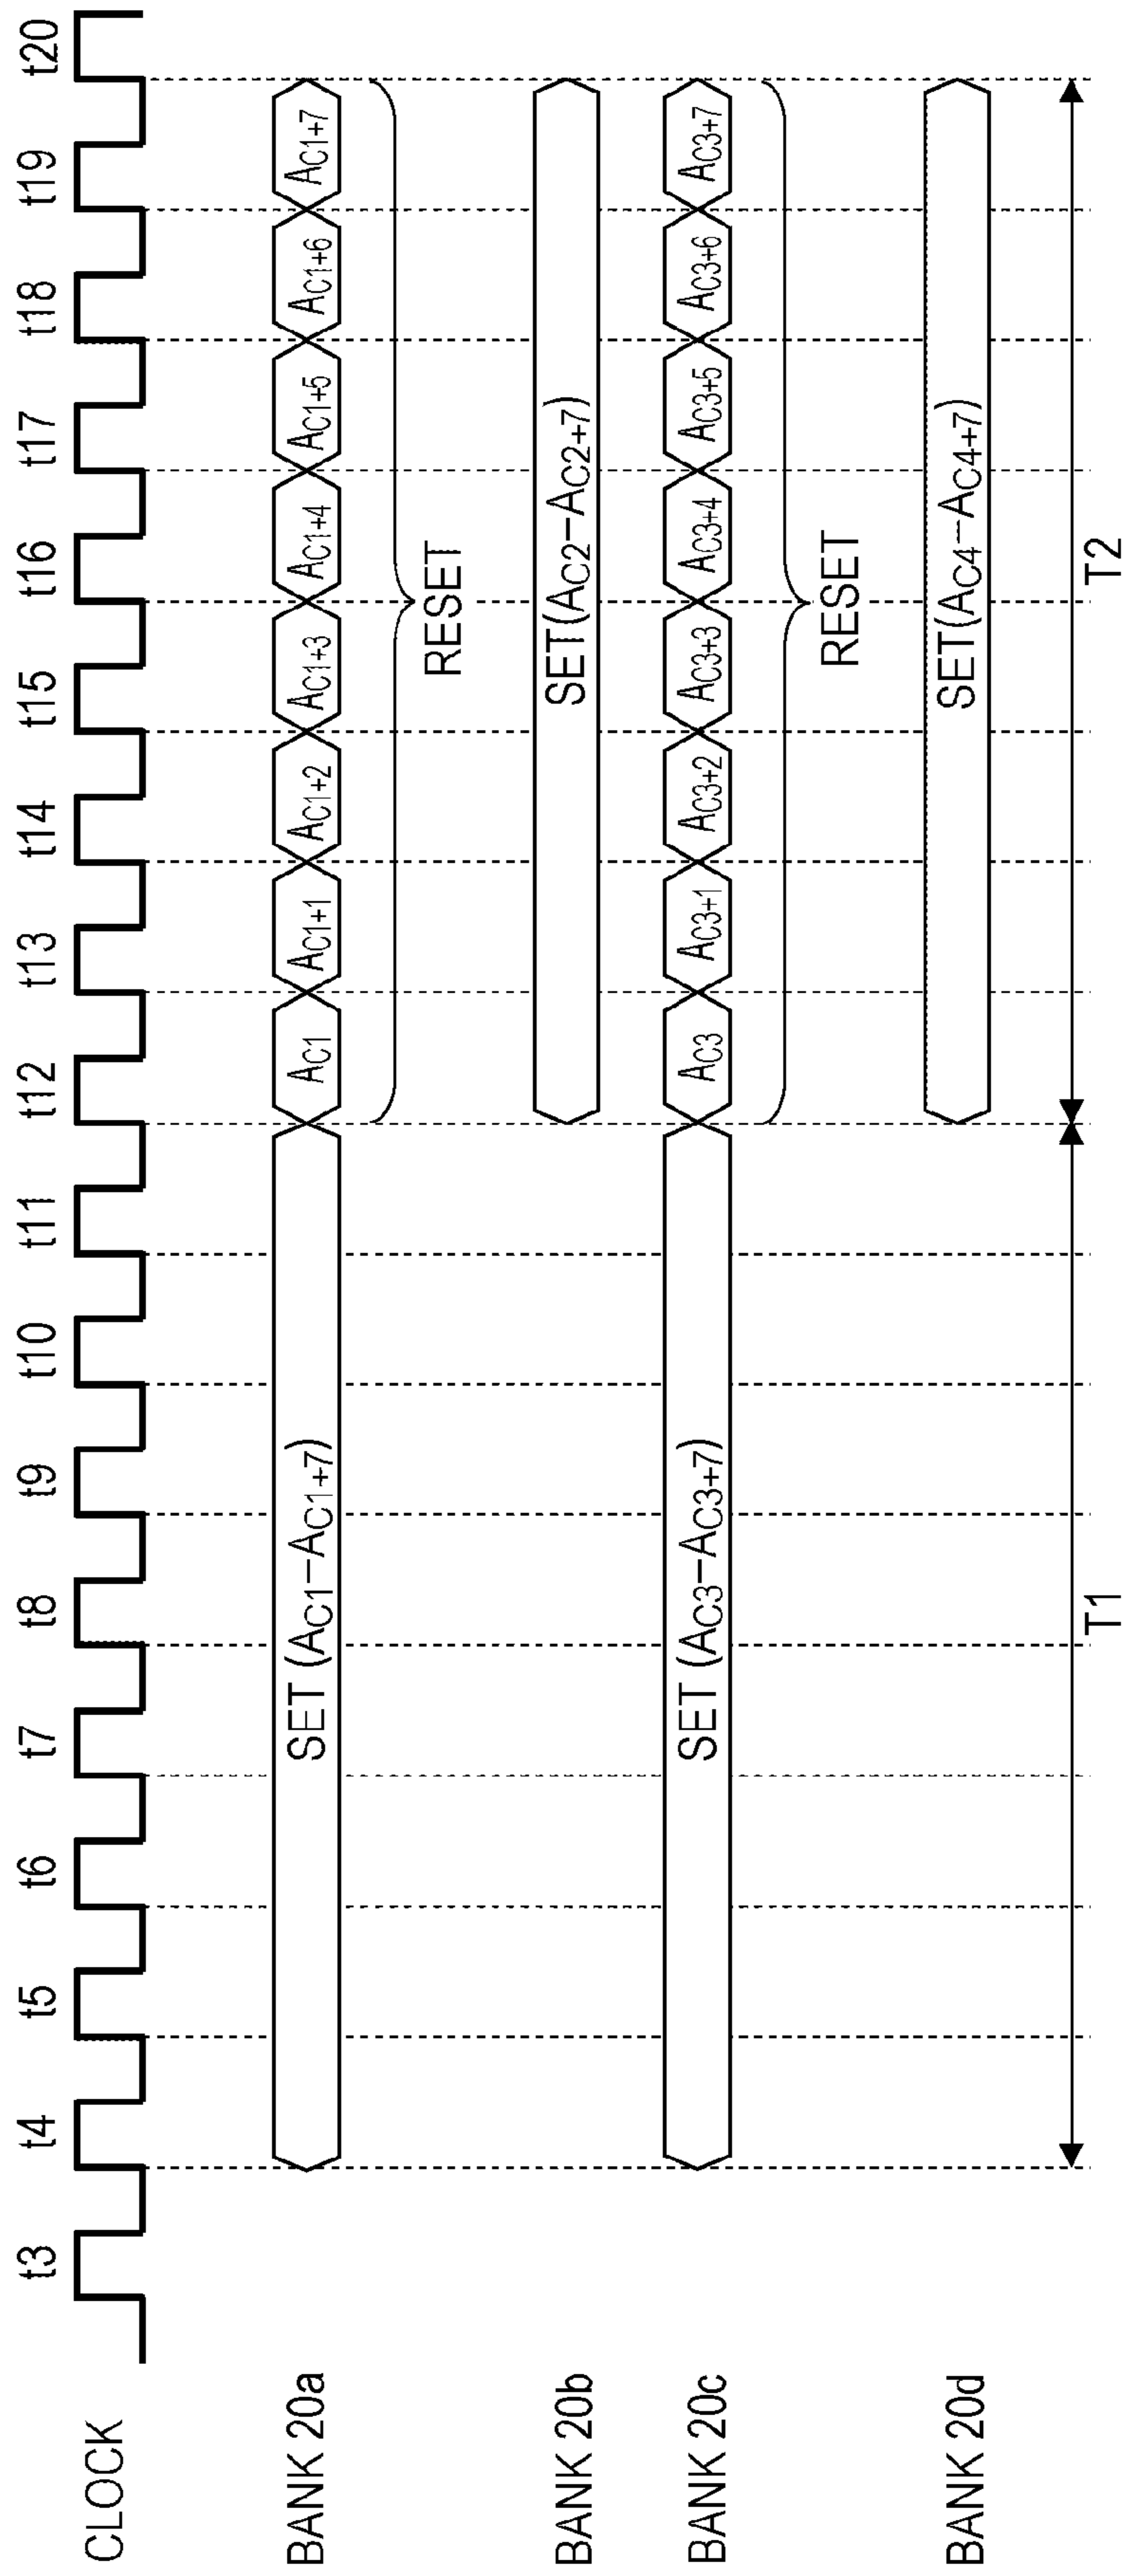 CLOCK t3 t4 t5 t6 t7 t8 t9 t10 t11 t12 t13 t14 t15 t16 t17 t18 t19 t20
BANK 20a SET (AC1–AC1+7) AC1 AC1+1 AC1+2 AC1+3 AC1+4 AC1+5 AC1+6 AC1+7
RESET
BANK 20b SET(AC2–AC2+7)
BANK 20c SET (AC3–AC3+7) AC3 AC3+1 AC3+2 AC3+3 AC3+4 AC3+5 AC3+6 AC3+7
RESET
BANK 20d SET(AC4–AC4+7)
T1 T2